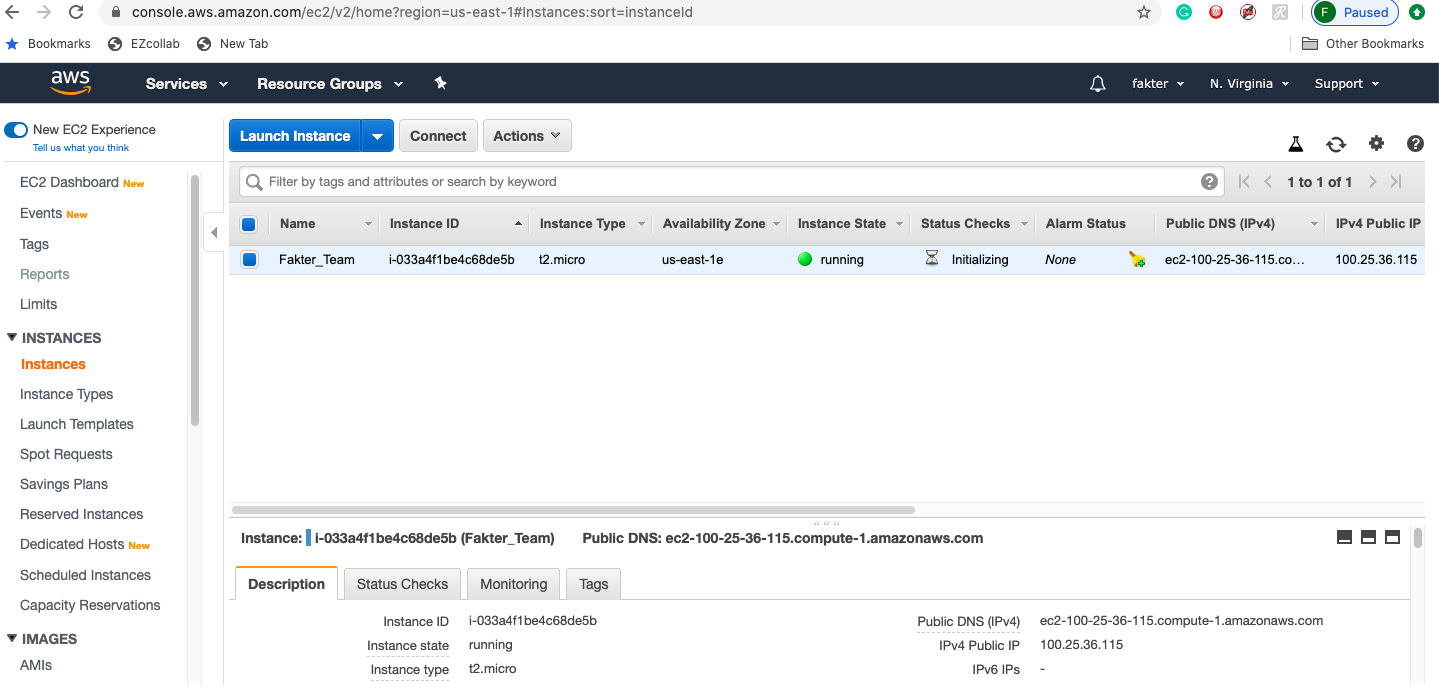 console.aws.amazon.com/ec2/v2/home?region=us-east-1#Instances:sort=instanceId
F Paused
Bookmarks EZcollab New Tab Other Bookmarks
aws Services Resource Groups fakter N. Virginia Support
New EC2 Experience
Tell us what you think
EC2 Dashboard New
Events New
Tags
Reports
Limits
INSTANCES
Instances
Instance Types
Launch Templates
Spot Requests
Savings Plans
Reserved Instances
Dedicated Hosts New
Scheduled Instances
Capacity Reservations
IMAGES
AMIs
Launch Instance Connect Actions
Filter by tags and attributes or search by keyword 1 to 1 of 1
Name Instance ID Instance Type Availability Zone Instance State Status Checks Alarm Status Public DNS (IPv4) IPv4 Public IP
Fakter_Team i-033a4f1be4c68de5b t2.micro us-east-1e running Initializing None ec2-100-25-36-115.co... 100.25.36.115
Instance: i-033a4f1be4c68de5b (Fakter_Team) Public DNS: ec2-100-25-36-115.compute-1.amazonaws.com
Description Status Checks Monitoring Tags
Instance ID i-033a4f1be4c68de5b Public DNS (IPv4) ec2-100-25-36-115.compute-1.amazonaws.com
Instance state running IPv4 Public IP 100.25.36.115
Instance type t2.micro IPv6 IPs -